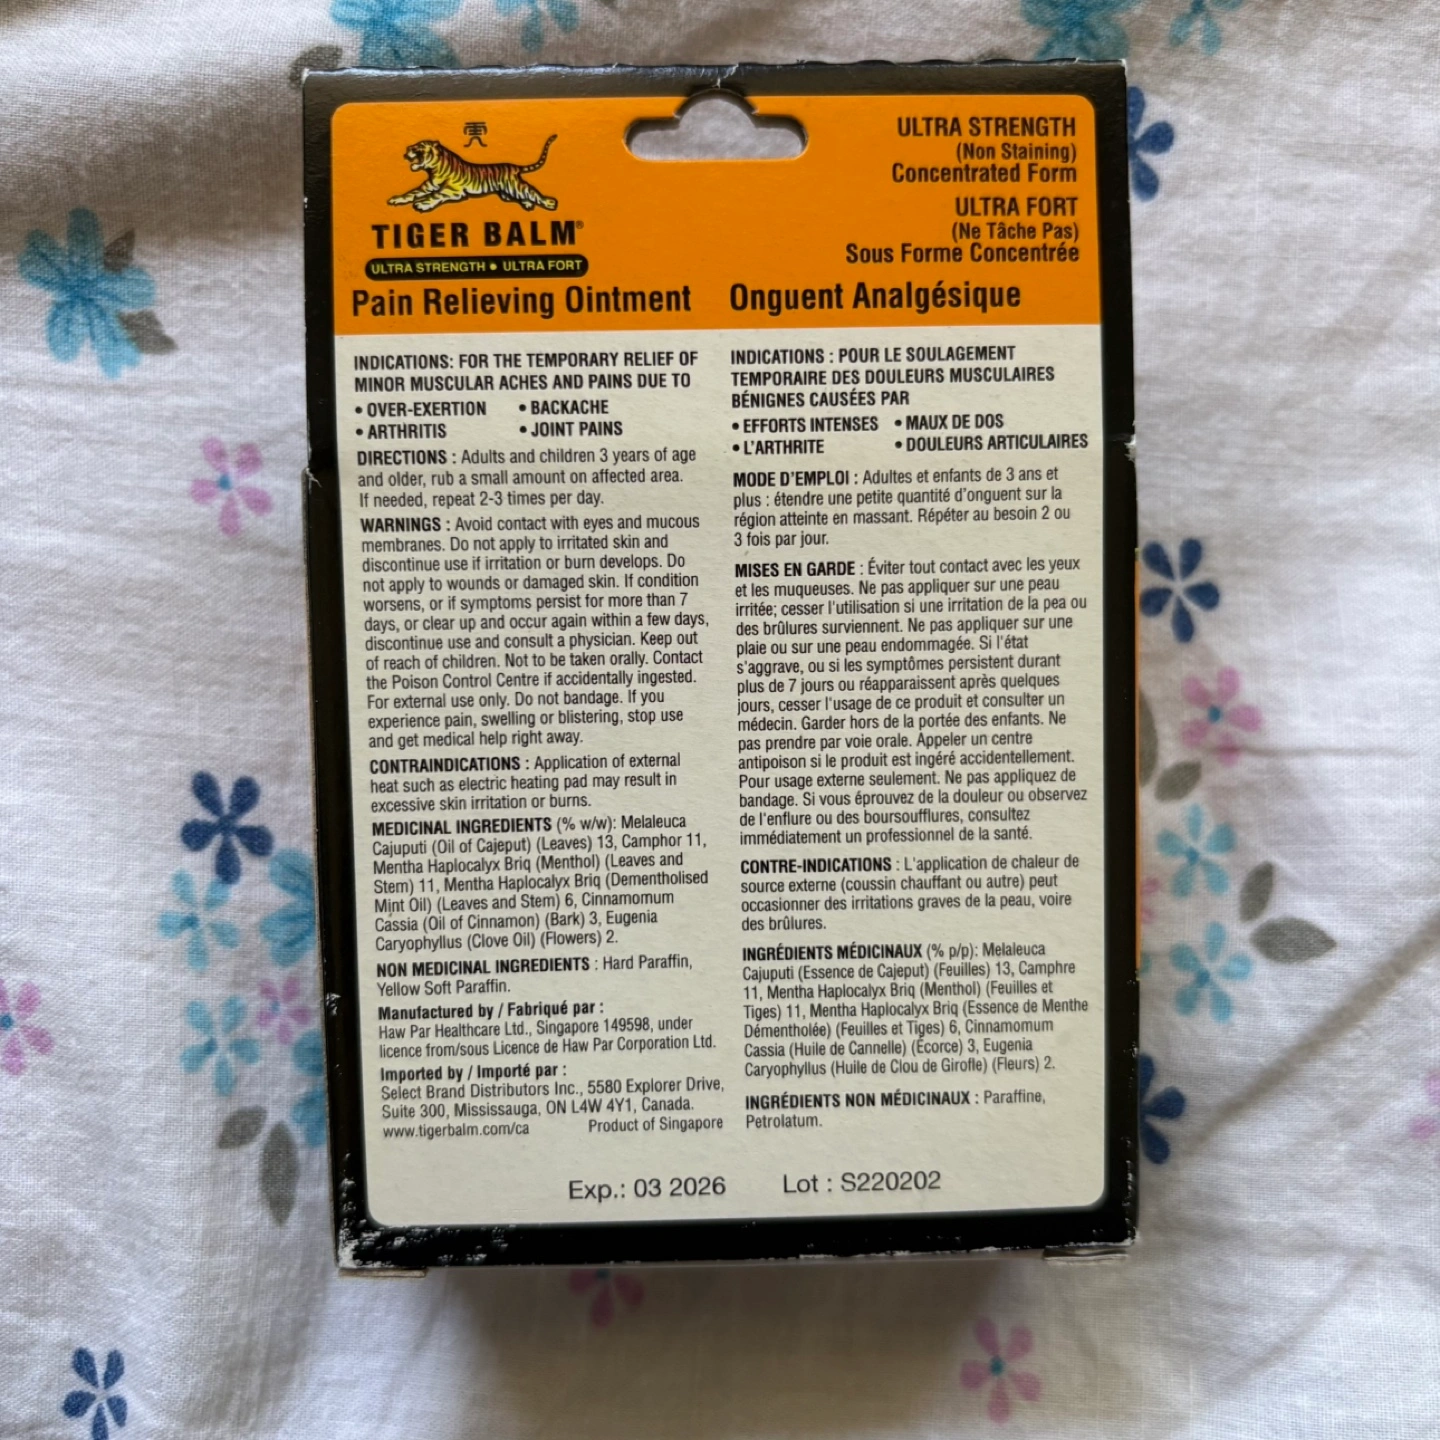 虎
TIGER BALM®
ULTRA STRENGTH • ULTRA FORT
ULTRA STRENGTH
(Non Staining)
Concentrated Form
ULTRA FORT
(Ne Tâche Pas)
Sous Forme Concentrée
Pain Relieving Ointment
Onguent Analgésique
INDICATIONS: FOR THE TEMPORARY RELIEF OF
MINOR MUSCULAR ACHES AND PAINS DUE TO
• OVER-EXERTION • BACKACHE
• ARTHRITIS • JOINT PAINS
DIRECTIONS : Adults and children 3 years of age
and older, rub a small amount on affected area.
If needed, repeat 2-3 times per day.
WARNINGS : Avoid contact with eyes and mucous
membranes. Do not apply to irritated skin and
discontinue use if irritation or burn develops. Do
not apply to wounds or damaged skin. If condition
worsens, or if symptoms persist for more than 7
days, or clear up and occur again within a few days,
discontinue use and consult a physician. Keep out
of reach of children. Not to be taken orally. Contact
the Poison Control Centre if accidentally ingested.
For external use only. Do not bandage. If you
experience pain, swelling or blistering, stop use
and get medical help right away.
CONTRAINDICATIONS : Application of external
heat such as electric heating pad may result in
excessive skin irritation or burns.
MEDICINAL INGREDIENTS (% w/w): Melaleuca
Cajuputi (Oil of Cajeput) (Leaves) 13, Camphor 11,
Mentha Haplocalyx Briq (Menthol) (Leaves and
Stem) 11, Mentha Haplocalyx Briq (Dementholised
Mint Oil) (Leaves and Stem) 6, Cinnamomum
Cassia (Oil of Cinnamon) (Bark) 3, Eugenia
Caryophyllus (Clove Oil) (Flowers) 2.
NON MEDICINAL INGREDIENTS : Hard Paraffin,
Yellow Soft Paraffin.
Manufactured by / Fabriqué par :
Haw Par Healthcare Ltd., Singapore 149598, under
licence from/sous Licence de Haw Par Corporation Ltd.
Imported by / Importé par :
Select Brand Distributors Inc., 5580 Explorer Drive,
Suite 300, Mississauga, ON L4W 4Y1, Canada.
www.tigerbalm.com/ca Product of Singapore
INDICATIONS : POUR LE SOULAGEMENT
TEMPORAIRE DES DOULEURS MUSCULAIRES
BÉNIGNES CAUSÉES PAR
• EFFORTS INTENSES • MAUX DE DOS
• L'ARTHRITE • DOULEURS ARTICULAIRES
MODE D'EMPLOI : Adultes et enfants de 3 ans et
plus : étendre une petite quantité d'onguent sur la
région atteinte en massant. Répéter au besoin 2 ou
3 fois par jour.
MISES EN GARDE : Éviter tout contact avec les yeux
et les muqueuses. Ne pas appliquer sur une peau
irritée; cesser l'utilisation si une irritation de la pea ou
des brûlures surviennent. Ne pas appliquer sur une
plaie ou sur une peau endommagée. Si l'état
s'aggrave, ou si les symptômes persistent durant
plus de 7 jours ou réapparaissent après quelques
jours, cesser l'usage de ce produit et consulter un
médecin. Garder hors de la portée des enfants. Ne
pas prendre par voie orale. Appeler un centre
antipoison si le produit est ingéré accidentellement.
Pour usage externe seulement. Ne pas appliquez de
bandage. Si vous éprouvez de la douleur ou observez
de l'enflure ou des boursoufflures, consultez
immédiatement un professionnel de la santé.
CONTRE-INDICATIONS : L'application de chaleur de
source externe (coussin chauffant ou autre) peut
occasionner des irritations graves de la peau, voire
des brûlures.
INGRÉDIENTS MÉDICINAUX (% p/p): Melaleuca
Cajuputi (Essence de Cajeput) (Feuilles) 13, Camphre
11, Mentha Haplocalyx Briq (Menthol) (Feuilles et
Tiges) 11, Mentha Haplocalyx Briq (Essence de Menthe
Démentholée) (Feuilles et Tiges) 6, Cinnamomum
Cassia (Huile de Cannelle) (Écorce) 3, Eugenia
Caryophyllus (Huile de Clou de Girofle) (Fleurs) 2.
INGRÉDIENTS NON MÉDICINAUX : Paraffine,
Petrolatum.
Exp.: 03 2026 Lot : S220202